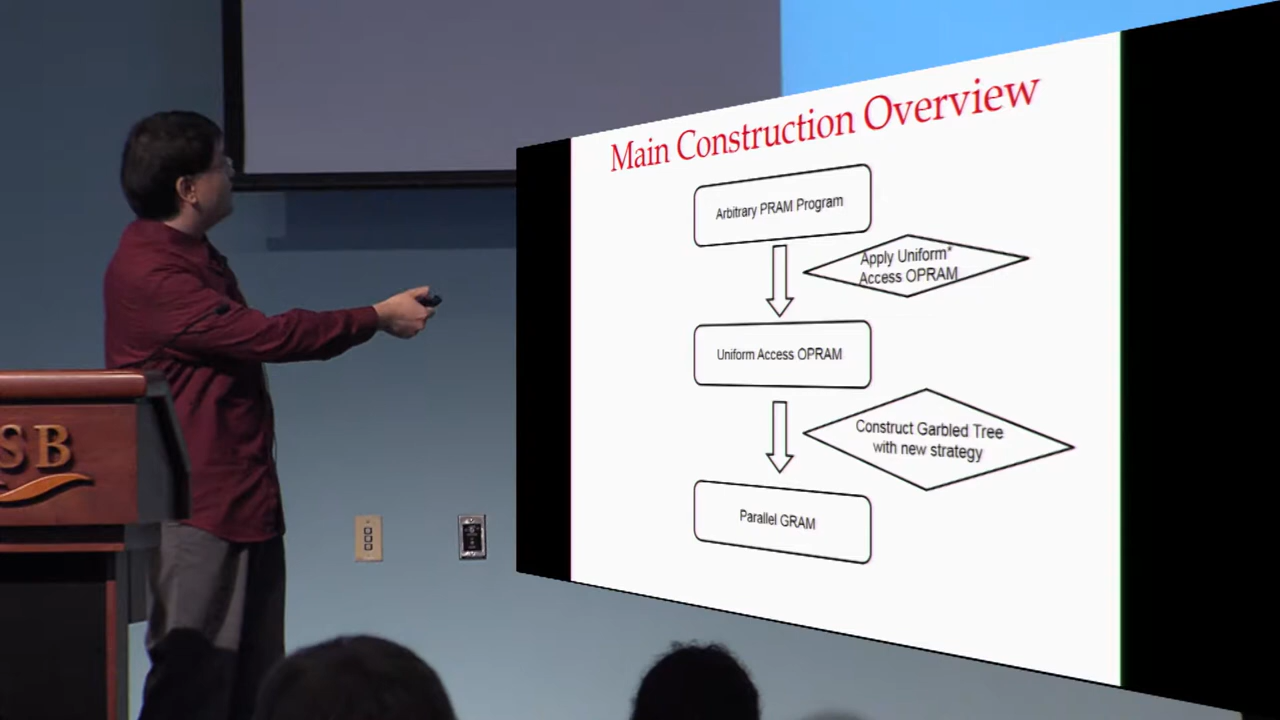 Main Construction Overview
Arbitrary PRAM Program
Apply Uniform*
Access OPRAM
Uniform Access OPRAM
Construct Garbled Tree
with new strategy
Parallel GRAM
SB